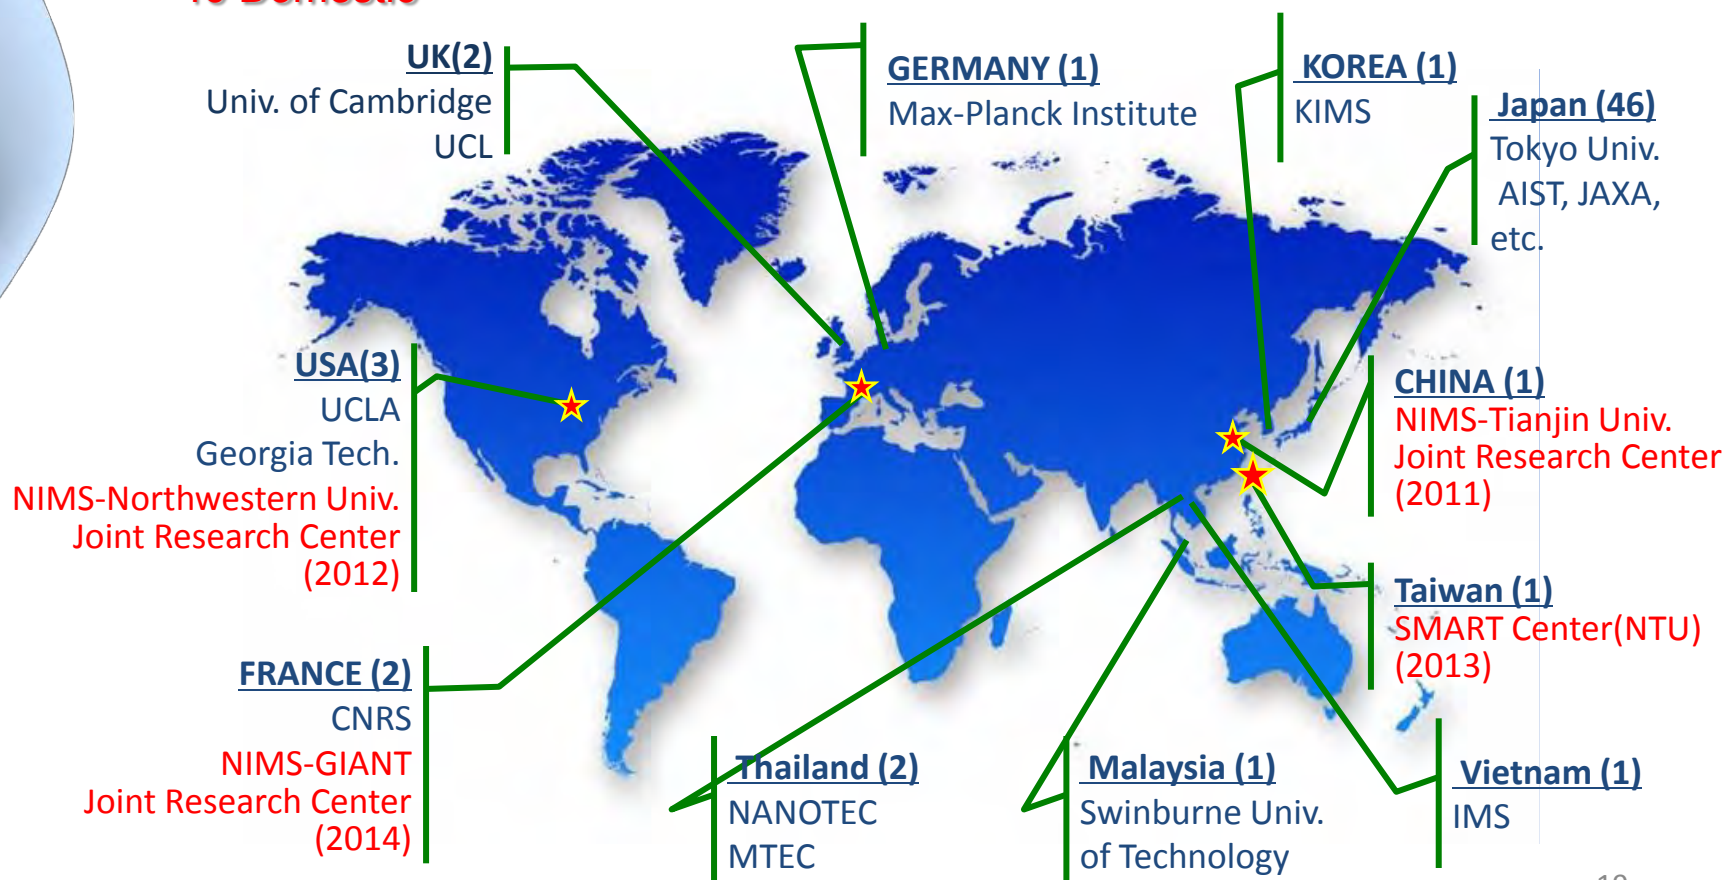 UK(2)
Univ. of Cambridge
UCL
GERMANY (1)
Max-Planck Institute
KOREA (1)
KIMS
Japan (46)
Tokyo Univ.
AIST, JAXA,
etc.
USA(3)
UCLA
Georgia Tech.
NIMS-Northwestern Univ.
Joint Research Center
(2012)
CHINA (1)
NIMS-Tianjin Univ.
Joint Research Center
(2011)
Taiwan (1)
SMART Center(NTU)
(2013)
FRANCE (2)
CNRS
NIMS-GIANT
Joint Research Center
(2014)
Thailand (2)
NANOTEC
MTEC
Malaysia (1)
Swinburne Univ.
of Technology
Vietnam (1)
IMS